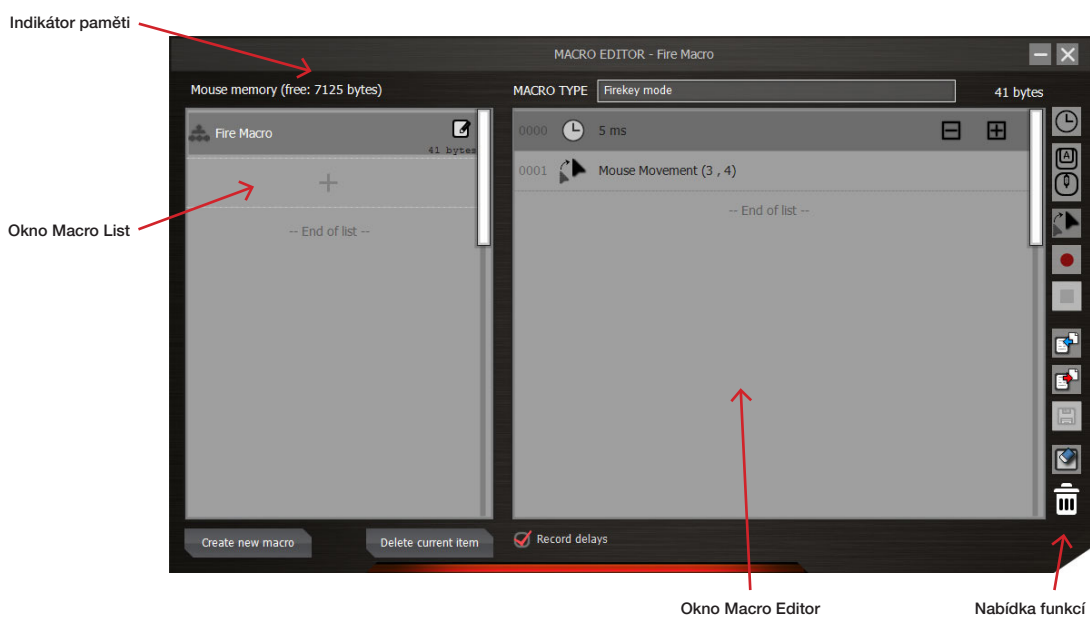 Indikátor paměti
MACRO EDITOR - Fire Macro
Mouse memory (free: 7125 bytes)
MACRO TYPE Firekey mode 41 bytes
Fire Macro
41 bytes
0000 5 ms
A
0001 Mouse Movement (3 , 4)
-- End of list --
Okno Macro List
-- End of list --
Create new macro Delete current item Record delays
Okno Macro Editor Nabídka funkcí